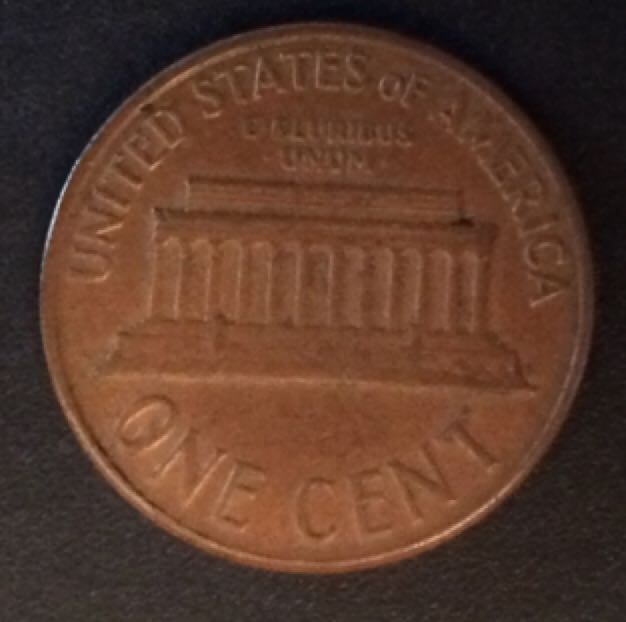 UNITED STATES OF AMERICA
E PLURIBUS
UNUM
ONE CENT